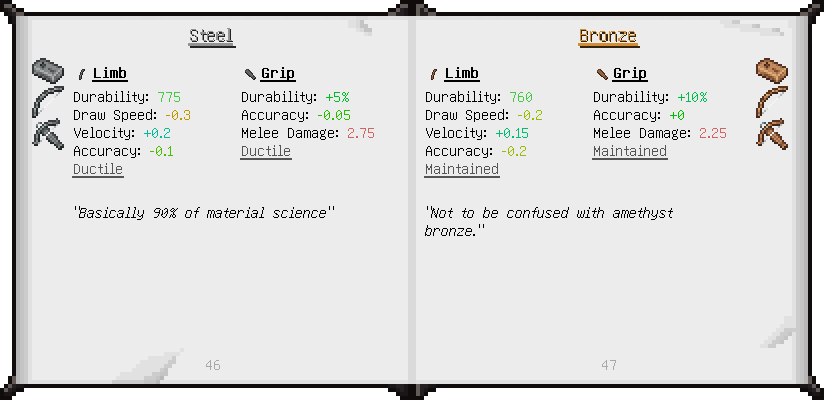 Steel
Limb
Durability: 775
Draw Speed: -0.3
Velocity: +0.2
Accuracy: -0.1
Ductile
Grip
Durability: +5%
Accuracy: -0.05
Melee Damage: 2.75
Ductile
"Basically 90% of material science"
46
Bronze
Limb
Durability: 760
Draw Speed: -0.2
Velocity: +0.15
Accuracy: -0.2
Maintained
Grip
Durability: +10%
Accuracy: +0
Melee Damage: 2.25
Maintained
"Not to be confused with amethyst
bronze."
47